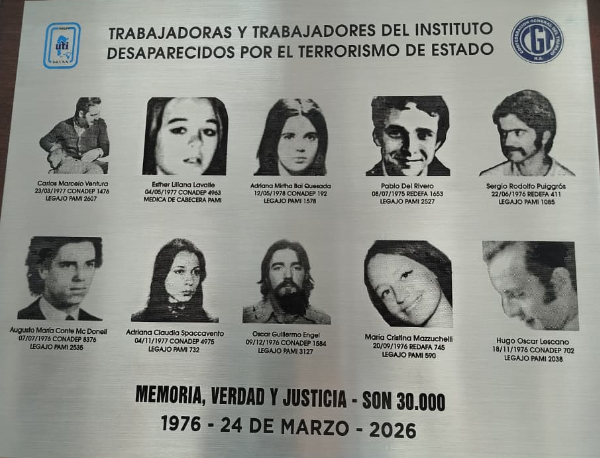 TRABAJADORAS Y TRABAJADORES DEL INSTITUTO
DESAPARECIDOS POR EL TERRORISMO DE ESTADO
uti
CGT
Carlos Marcelo Ventura
23/03/1977 CONADEP 1476
LEGAJO PAMI 2607
Esther Liliana Lavalle
04/05/1977 CONADEP 4963
MEDICA DE CABECERA PAMI
Adriana Mirtha Bai Quesada
12/05/1978 CONADEP 192
LEGAJO PAMI 1578
Pablo Del Rivero
08/07/1975 REDEFA 1653
LEGAJO PAMI 2527
Sergio Rodolfo Puiggrós
22/06/1976 REDEFA 411
LEGAJO PAMI 1085
Augusto María Conte Mc Donell
07/07/1976 CONADEP 8376
LEGAJO PAMI 2535
Adriana Claudia Spaccavento
04/11/1977 CONADEP 4975
LEGAJO PAMI 732
Oscar Guillermo Engel
09/12/1976 CONADEP 1584
LEGAJO PAMI 3127
María Cristina Mazzuchelli
20/09/1976 REDAFA 745
LEGAJO PAMI 590
Hugo Oscar Lescano
18/11/1976 CONADEP 702
LEGAJO PAMI 2038
MEMORIA, VERDAD Y JUSTICIA - SON 30.000
1976 - 24 DE MARZO - 2026